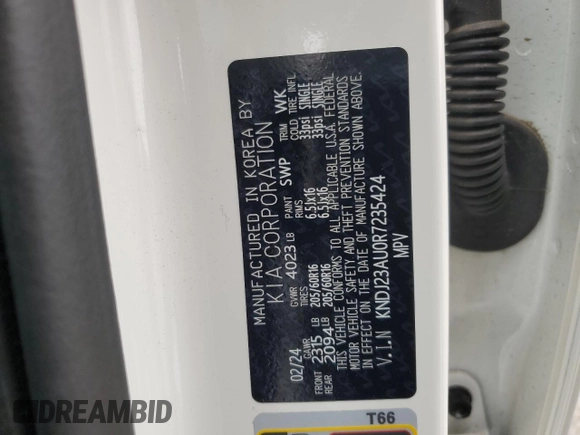 MANUFACTURED IN KOREA BY
KIA CORPORATION
02/24 GVWR 4023 LB PAINT SWP TRIM WK
GAWR TIRES RIMS COLD TIRE INFL
FRONT 2315 LB 205/60R16 6.5Jx16 33psi SINGLE
REAR 2094 LB 205/60R16 6.5Jx16 33psi SINGLE
THIS VEHICLE CONFORMS TO ALL APPLICABLE U.S.A. FEDERAL
MOTOR VEHICLE SAFETY AND THEFT PREVENTION STANDARDS
IN EFFECT ON THE DATE OF MANUFACTURE SHOWN ABOVE.
V.I.N KNDJ23AU0R7235424
MPV
T66
DREAMBID